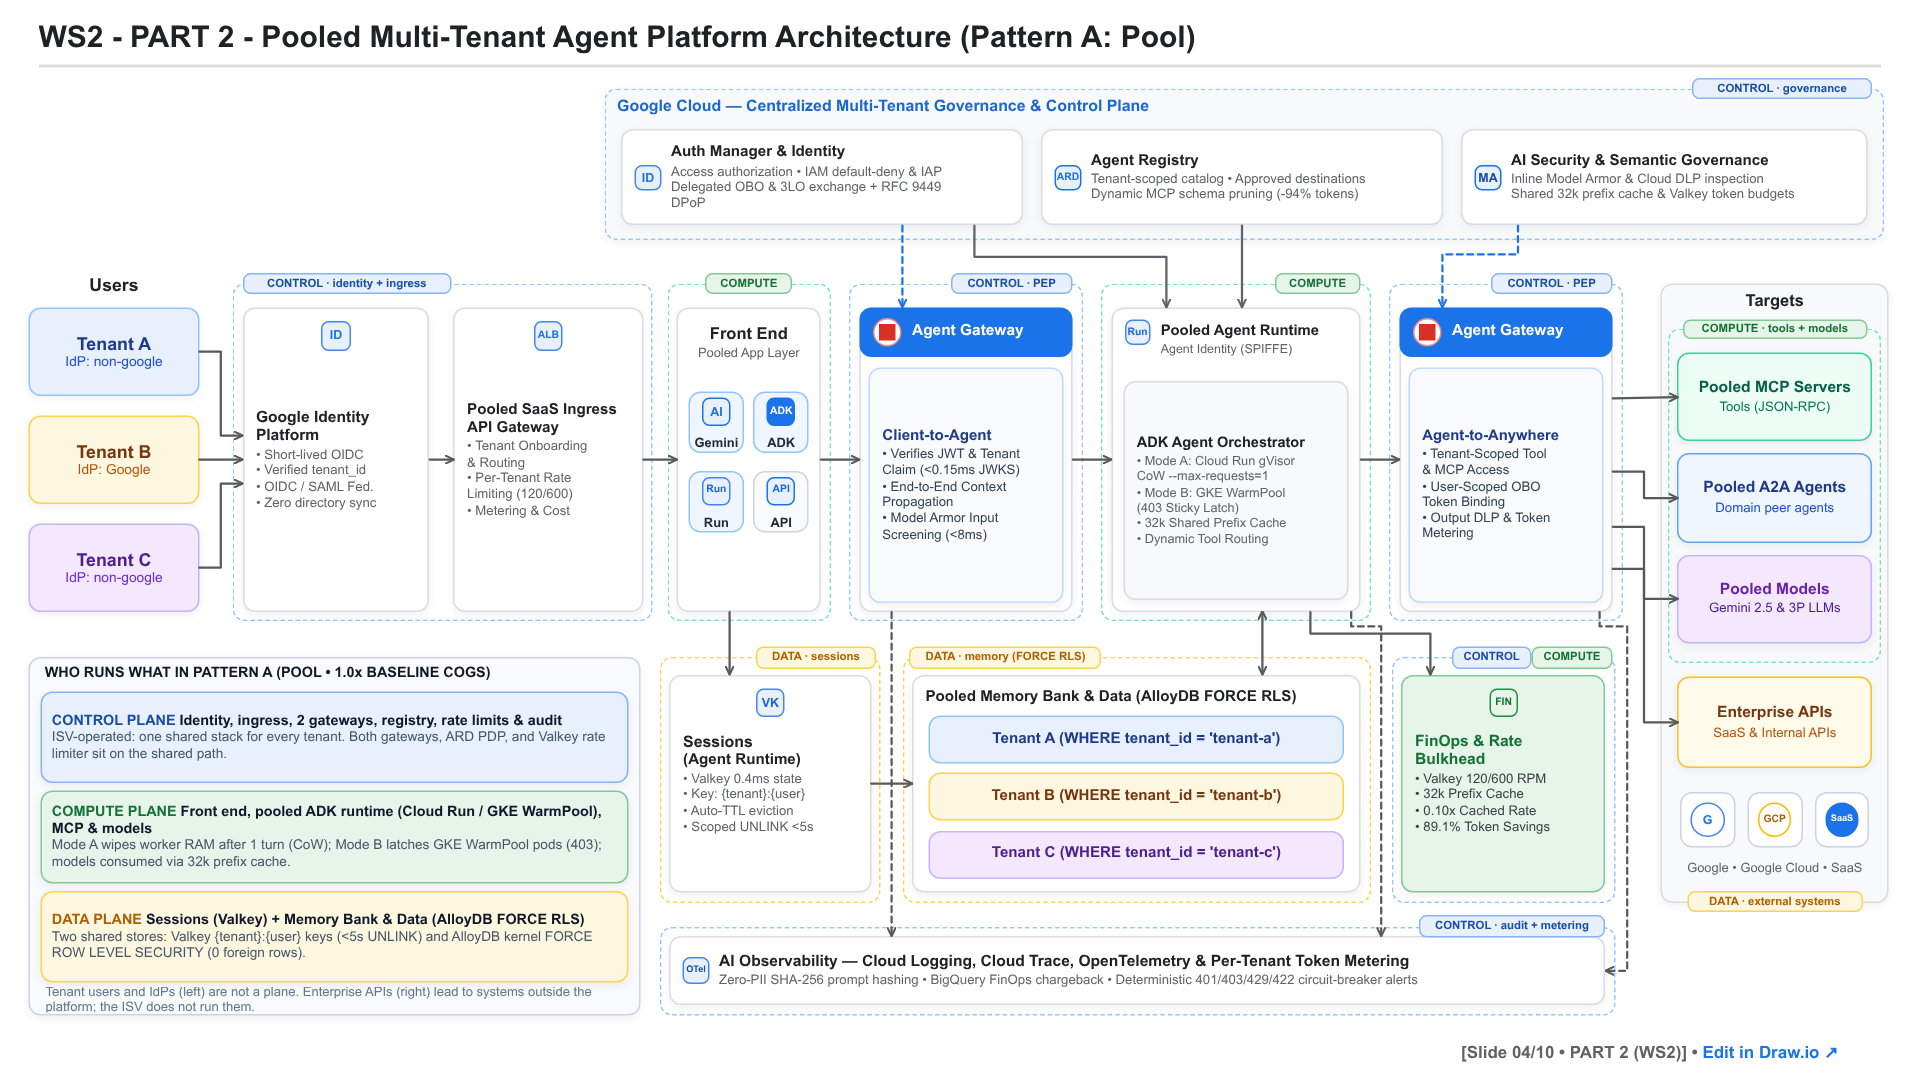 WS2 - PART 2 - Pooled Multi-Tenant Agent Platform Architecture (Pattern A: Pool)
CONTROL · governance
Google Cloud — Centralized Multi-Tenant Governance & Control Plane
ID
Auth Manager & Identity
Access authorization • IAM default-deny & IAP
Delegated OBO & 3LO exchange + RFC 9449
DPoP
ARD
Agent Registry
Tenant-scoped catalog • Approved destinations
Dynamic MCP schema pruning (-94% tokens)
MA
AI Security & Semantic Governance
Inline Model Armor & Cloud DLP inspection
Shared 32k prefix cache & Valkey token budgets
Users
Tenant A
IdP: non-google
Tenant B
IdP: Google
Tenant C
IdP: non-google
CONTROL · identity + ingress
ID
Google Identity
Platform
• Short-lived OIDC
• Verified tenant_id
• OIDC / SAML Fed.
• Zero directory sync
ALB
Pooled SaaS Ingress
API Gateway
• Tenant Onboarding
& Routing
• Per-Tenant Rate
Limiting (120/600)
• Metering & Cost
COMPUTE
Front End
Pooled App Layer
AI
Gemini
ADK
ADK
Run
Run
API
API
CONTROL · PEP
Agent Gateway
Client-to-Agent
• Verifies JWT & Tenant
Claim (<0.15ms JWKS)
• End-to-End Context
Propagation
• Model Armor Input
Screening (<8ms)
COMPUTE
Run
Pooled Agent Runtime
Agent Identity (SPIFFE)
ADK Agent Orchestrator
• Mode A: Cloud Run gVisor
CoW --max-requests=1
• Mode B: GKE WarmPool
(403 Sticky Latch)
• 32k Shared Prefix Cache
• Dynamic Tool Routing
CONTROL · PEP
Agent Gateway
Agent-to-Anywhere
• Tenant-Scoped Tool
& MCP Access
• User-Scoped OBO
Token Binding
• Output DLP & Token
Metering
Targets
COMPUTE · tools + models
Pooled MCP Servers
Tools (JSON-RPC)
Pooled A2A Agents
Domain peer agents
Pooled Models
Gemini 2.5 & 3P LLMs
Enterprise APIs
SaaS & Internal APIs
G
GCP
SaaS
Google • Google Cloud • SaaS
DATA · external systems
WHO RUNS WHAT IN PATTERN A (POOL • 1.0x BASELINE COGS)
CONTROL PLANE Identity, ingress, 2 gateways, registry, rate limits & audit
ISV-operated: one shared stack for every tenant. Both gateways, ARD PDP, and Valkey rate
limiter sit on the shared path.
COMPUTE PLANE Front end, pooled ADK runtime (Cloud Run / GKE WarmPool),
MCP & models
Mode A wipes worker RAM after 1 turn (CoW); Mode B latches GKE WarmPool pods (403);
models consumed via 32k prefix cache.
DATA PLANE Sessions (Valkey) + Memory Bank & Data (AlloyDB FORCE RLS)
Two shared stores: Valkey {tenant}:{user} keys (<5s UNLINK) and AlloyDB kernel FORCE
ROW LEVEL SECURITY (0 foreign rows).
Tenant users and IdPs (left) are not a plane. Enterprise APIs (right) lead to systems outside the
platform; the ISV does not run them.
DATA · sessions
VK
Sessions
(Agent Runtime)
• Valkey 0.4ms state
• Key: {tenant}:{user}
• Auto-TTL eviction
• Scoped UNLINK <5s
DATA · memory (FORCE RLS)
Pooled Memory Bank & Data (AlloyDB FORCE RLS)
Tenant A (WHERE tenant_id = 'tenant-a')
Tenant B (WHERE tenant_id = 'tenant-b')
Tenant C (WHERE tenant_id = 'tenant-c')
CONTROL
COMPUTE
FIN
FinOps & Rate
Bulkhead
• Valkey 120/600 RPM
• 32k Prefix Cache
• 0.10x Cached Rate
• 89.1% Token Savings
CONTROL · audit + metering
OTel
AI Observability — Cloud Logging, Cloud Trace, OpenTelemetry & Per-Tenant Token Metering
Zero-PII SHA-256 prompt hashing • BigQuery FinOps chargeback • Deterministic 401/403/429/422 circuit-breaker alerts
[Slide 04/10 • PART 2 (WS2)] • Edit in Draw.io ↗